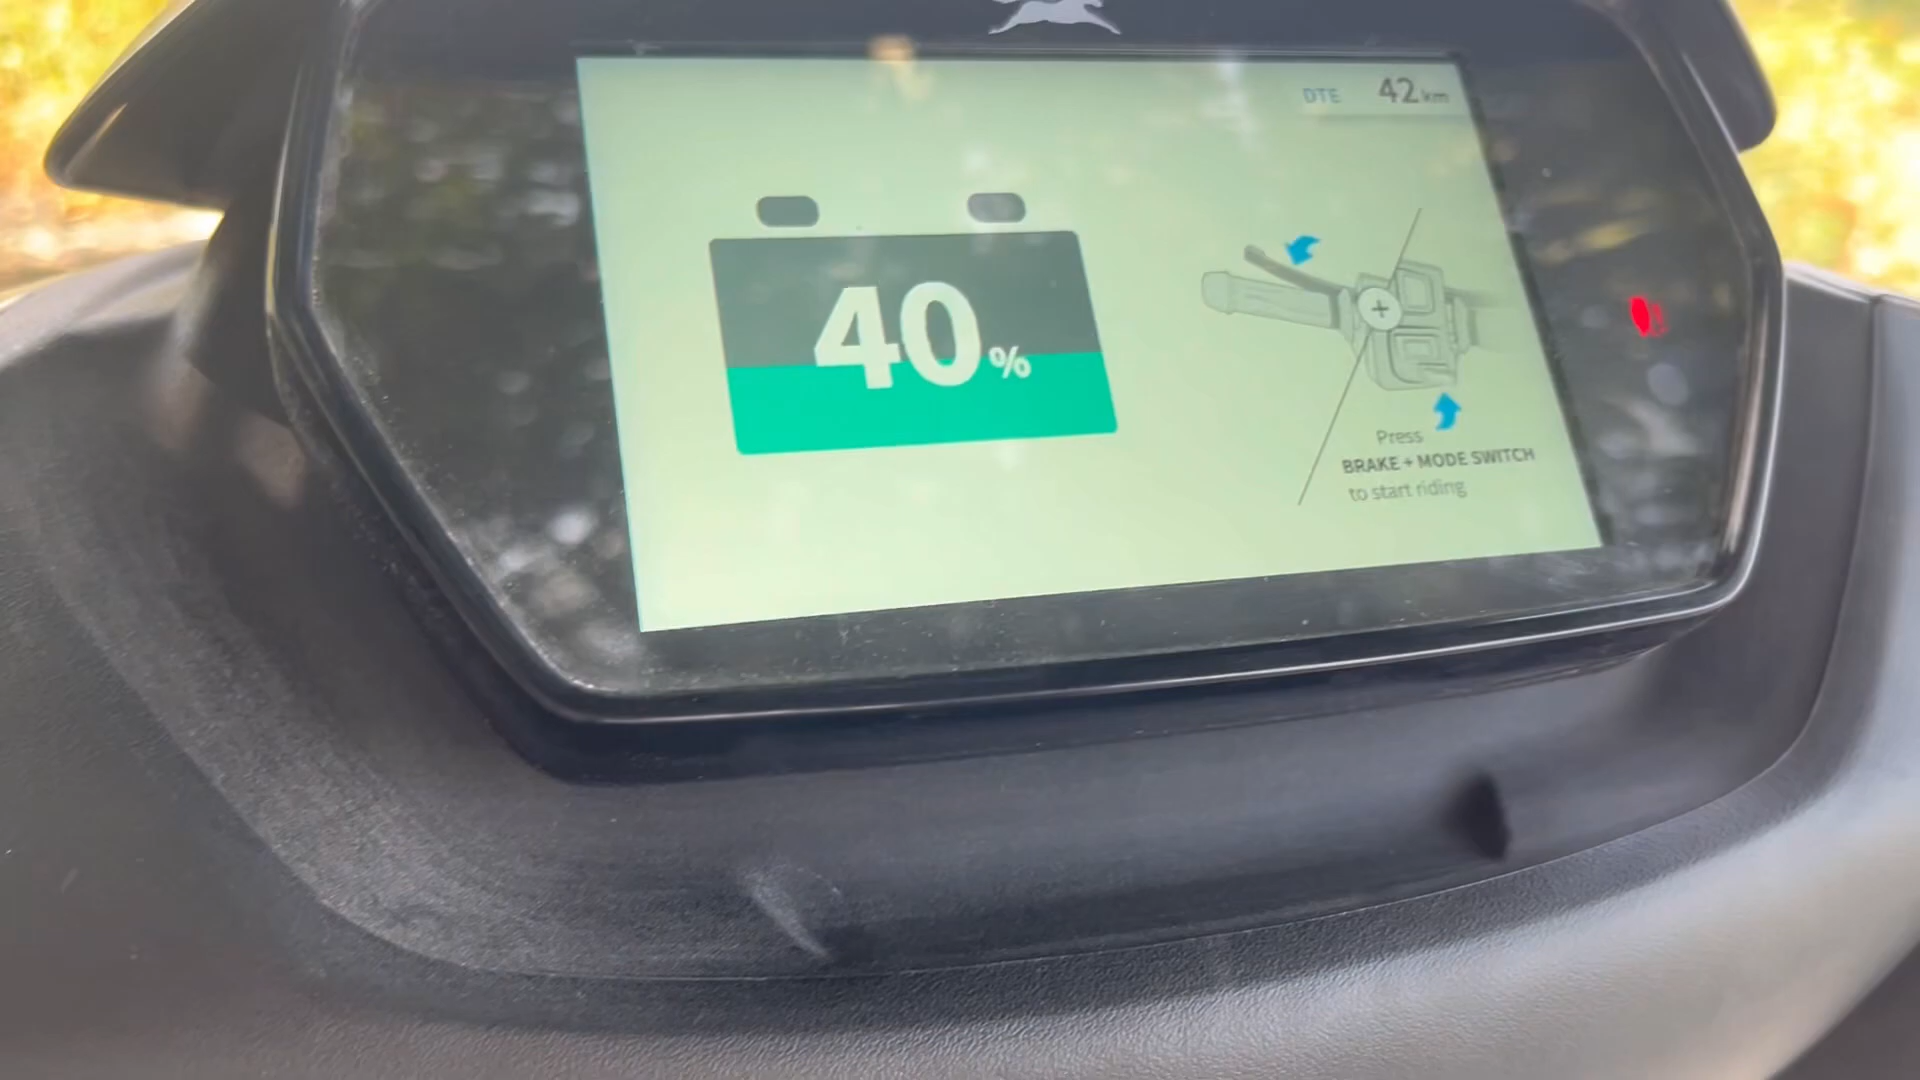 DTE 42 km
40%
Press
BRAKE + MODE SWITCH
to start riding